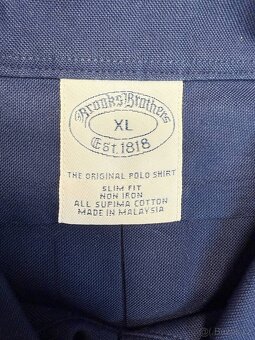 Brooks Brothers
XL
Est. 1818
THE ORIGINAL POLO SHIRT
SLIM FIT
NON IRON
ALL SUPIMA COTTON
MADE IN MALAYSIA